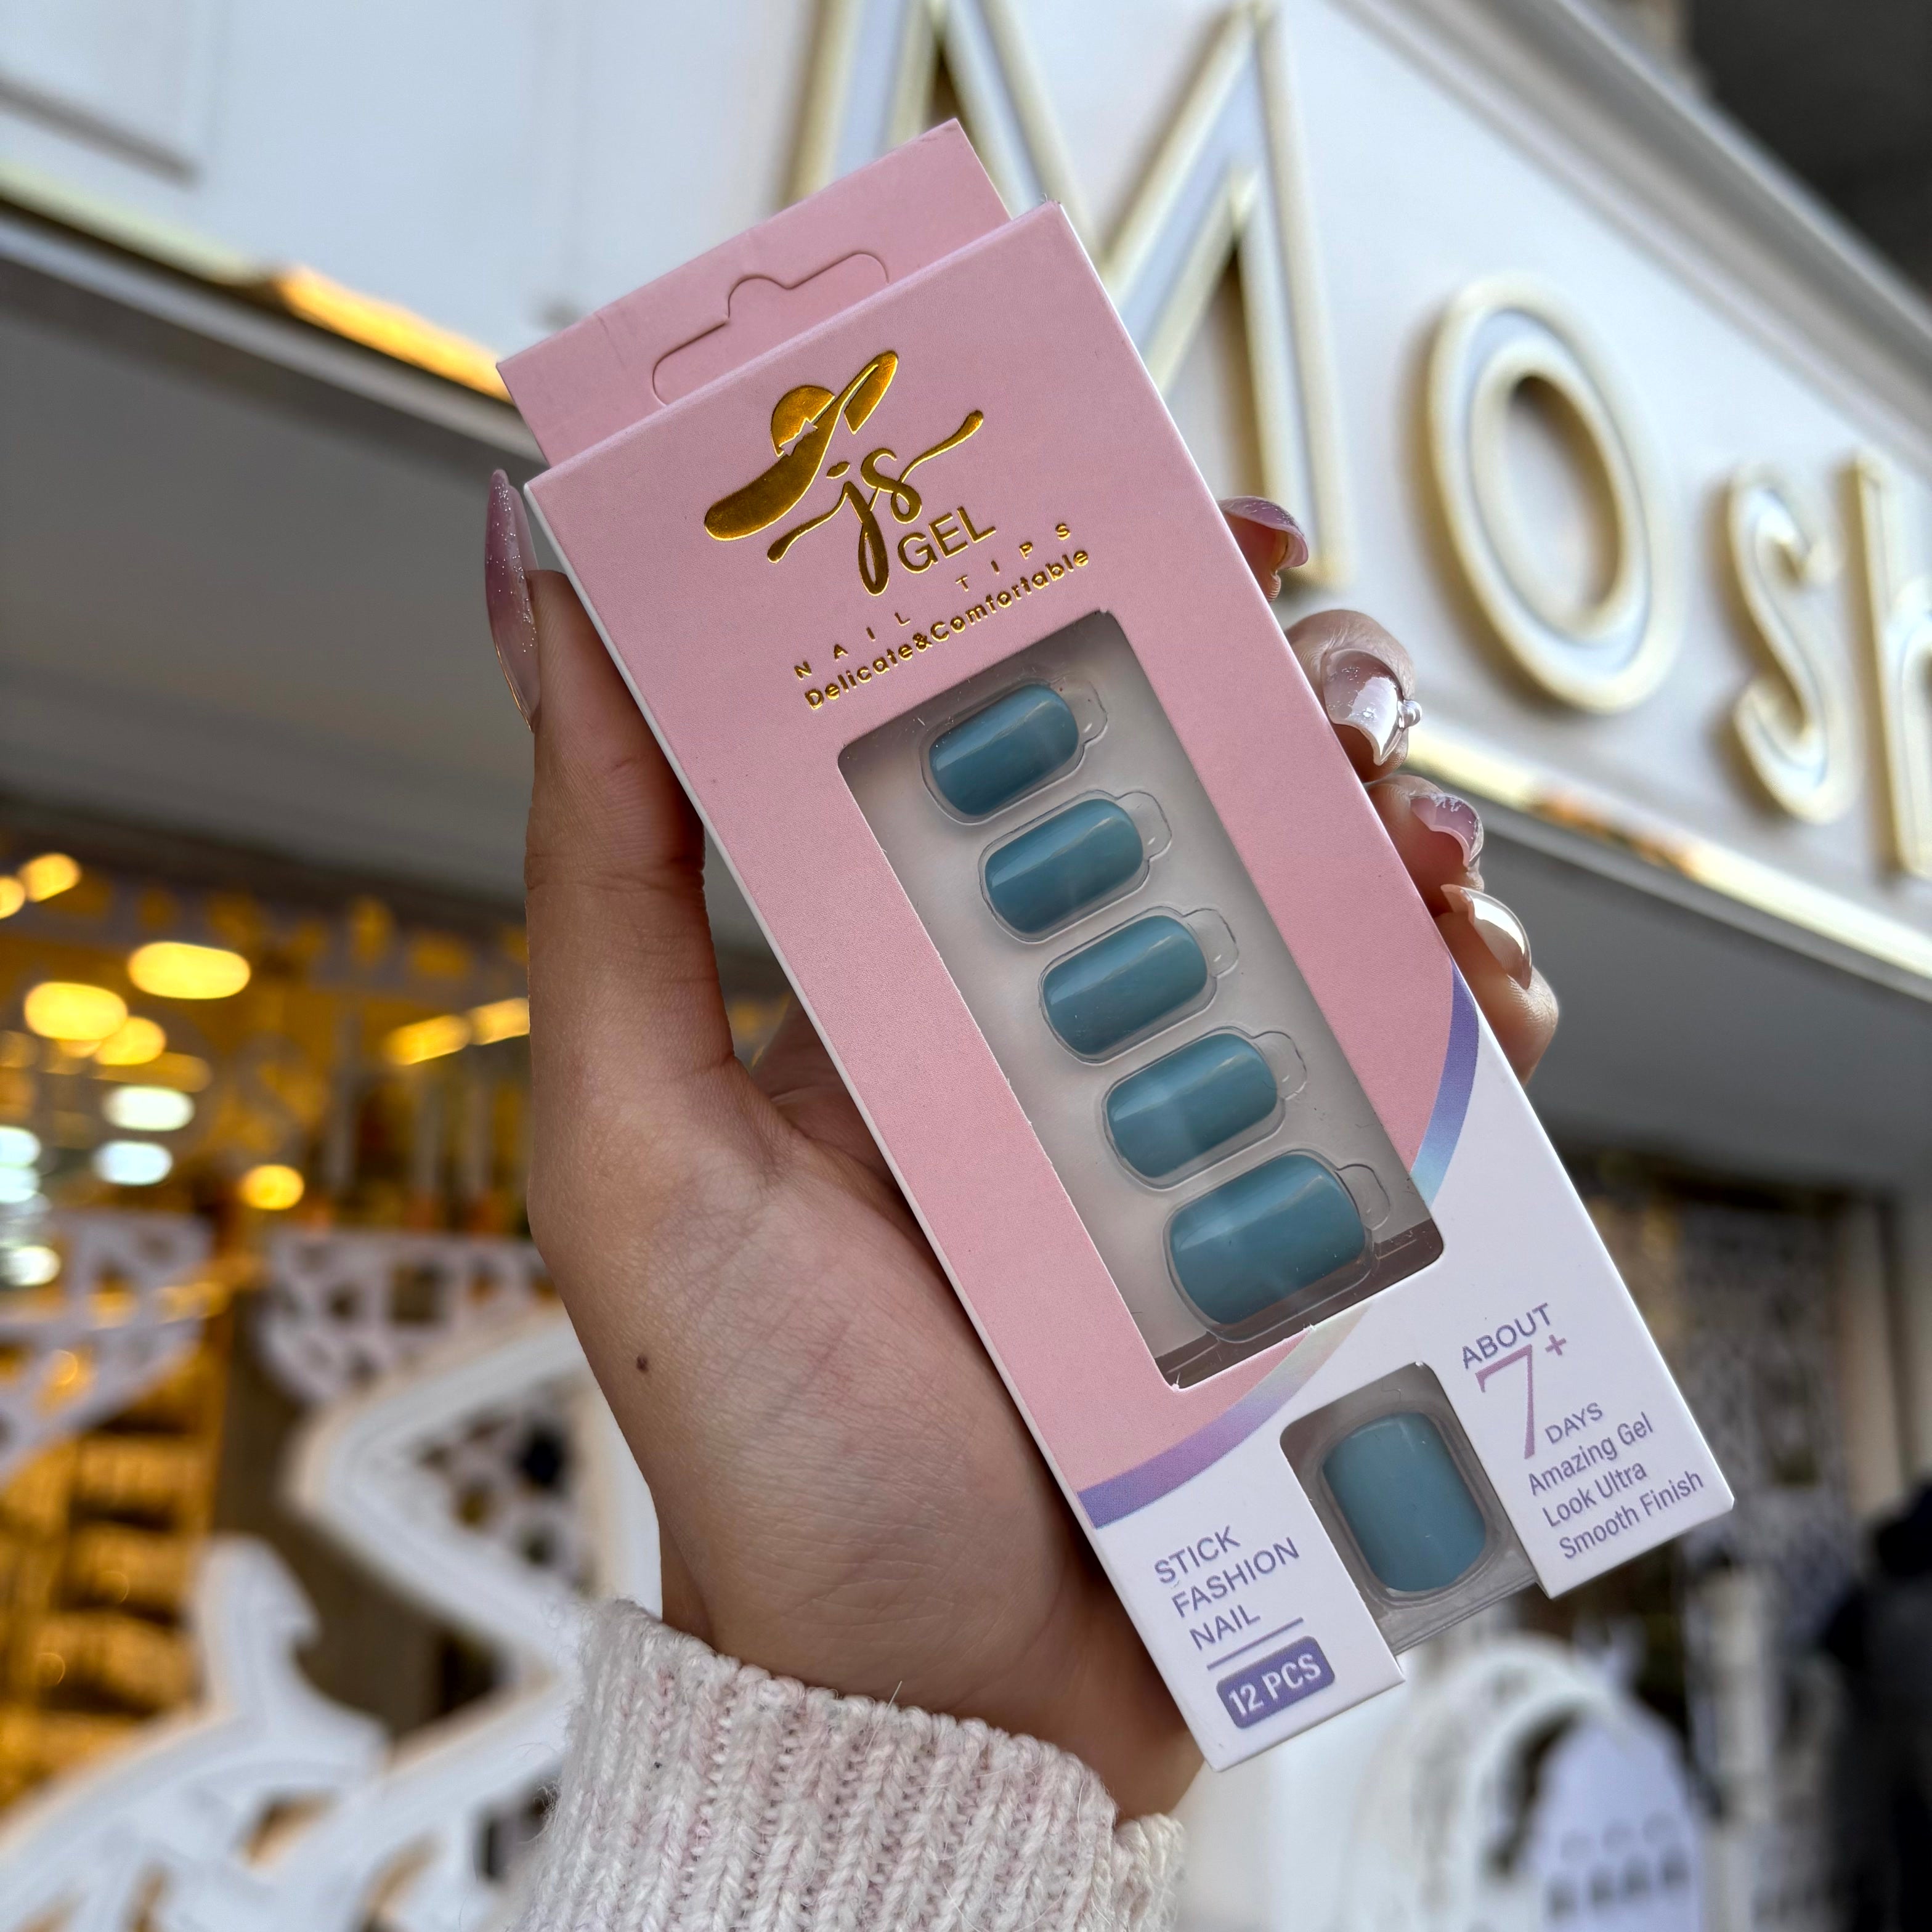 Mosh
js
GEL
NAIL TIPS
Delicate&Comfortable
ABOUT
7+
DAYS
Amazing Gel
Look Ultra
Smooth Finish
STICK
FASHION
NAIL
12 PCS